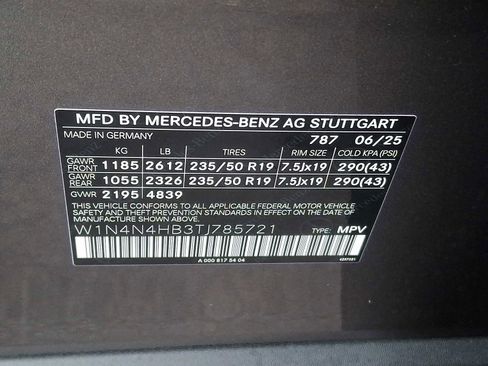 MFD BY MERCEDES-BENZ AG STUTTGART
MADE IN GERMANY 787 06/25
KG LB TIRES RIM SIZE COLD KPA (PSI)
GAWR FRONT 1185 2612 235/50 R19 7.5Jx19 290(43)
GAWR REAR 1055 2326 235/50 R19 7.5Jx19 290(43)
GVWR 2195 4839
THIS VEHICLE CONFORMS TO ALL APPLICABLE FEDERAL MOTOR VEHICLE
SAFETY AND THEFT PREVENTION STANDARDS IN EFFECT ON THE DATE OF
MANUFACTURE SHOWN ABOVE.
W1N4N4HB3TJ785721 TYPE: MPV
A 000 817 54 04